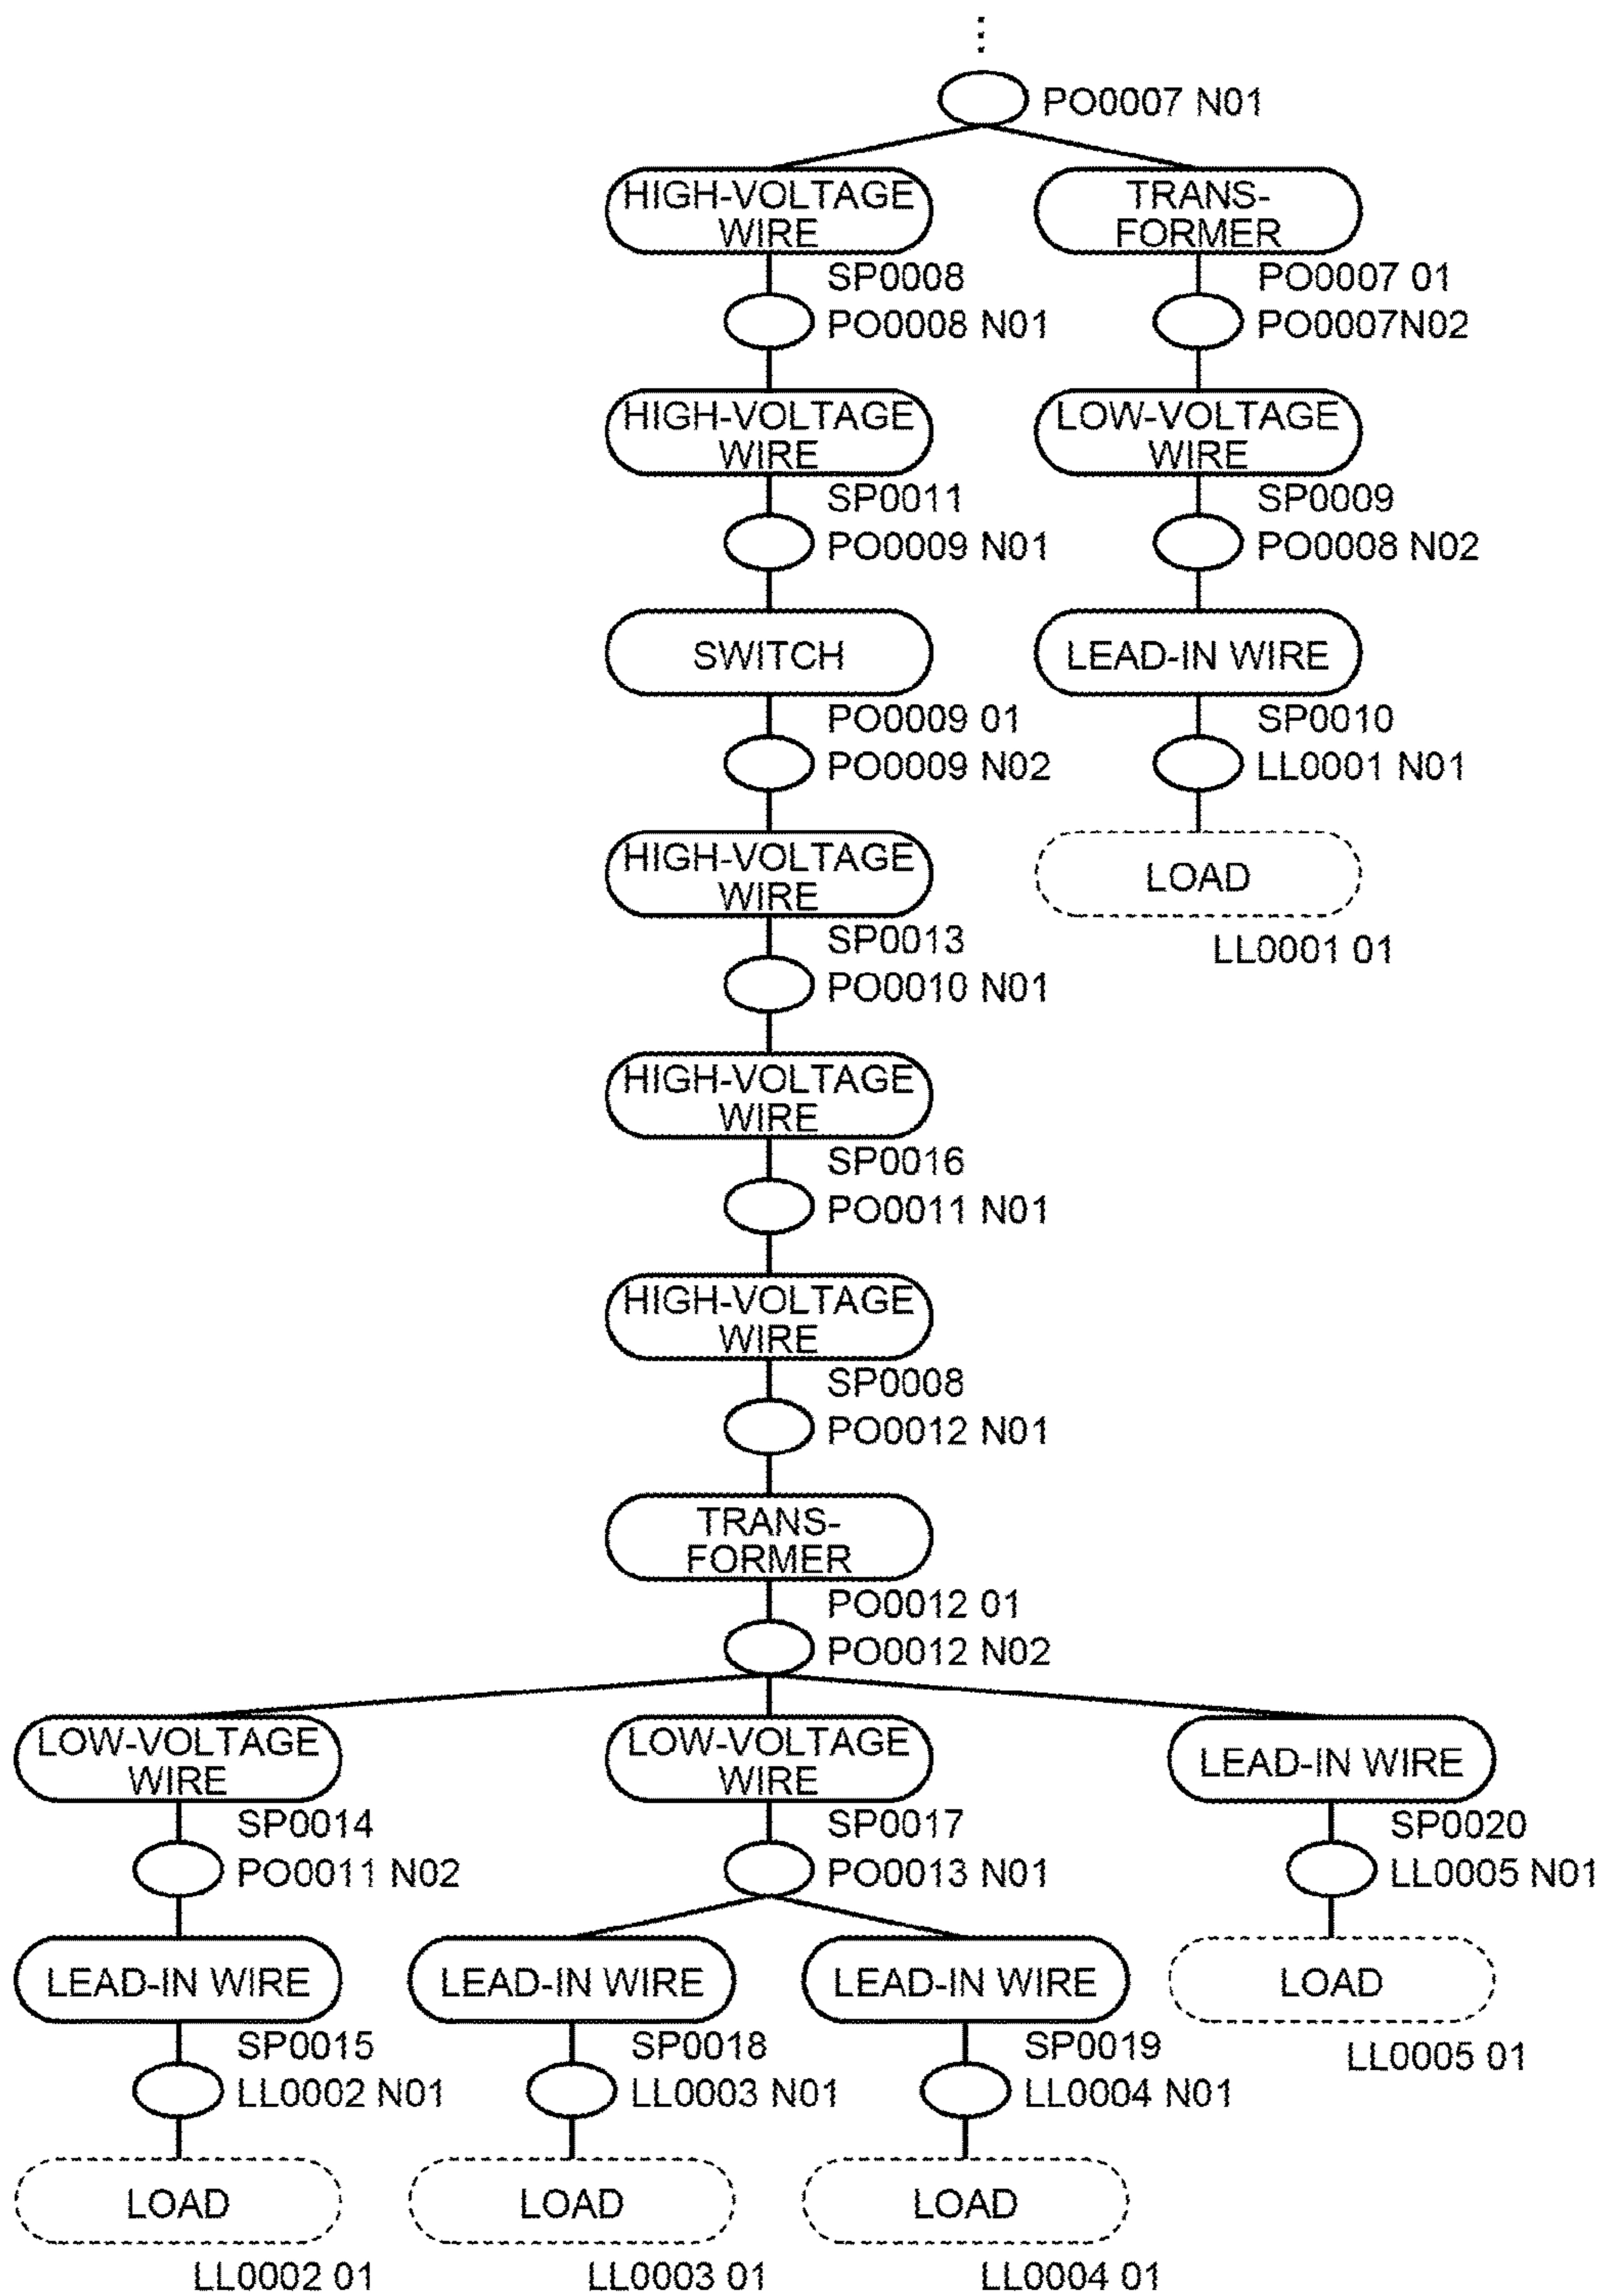 PO0007 N01
HIGH-VOLTAGE
WIRE
TRANS-
FORMER
SP0008
PO0008 N01
PO0007 01
PO0007N02
HIGH-VOLTAGE
WIRE
LOW-VOLTAGE
WIRE
SP0011
PO0009 N01
SP0009
PO0008 N02
SWITCH
LEAD-IN WIRE
PO0009 01
PO0009 N02
SP0010
LL0001 N01
HIGH-VOLTAGE
WIRE
LOAD
LL0001 01
SP0013
PO0010 N01
HIGH-VOLTAGE
WIRE
SP0016
PO0011 N01
HIGH-VOLTAGE
WIRE
SP0008
PO0012 N01
TRANS-
FORMER
PO0012 01
PO0012 N02
LOW-VOLTAGE
WIRE
LOW-VOLTAGE
WIRE
LEAD-IN WIRE
SP0014
PO0011 N02
SP0017
PO0013 N01
SP0020
LL0005 N01
LEAD-IN WIRE
LEAD-IN WIRE
LEAD-IN WIRE
LOAD
LL0005 01
SP0015
LL0002 N01
SP0018
LL0003 N01
SP0019
LL0004 N01
LOAD
LOAD
LOAD
LL0002 01
LL0003 01
LL0004 01